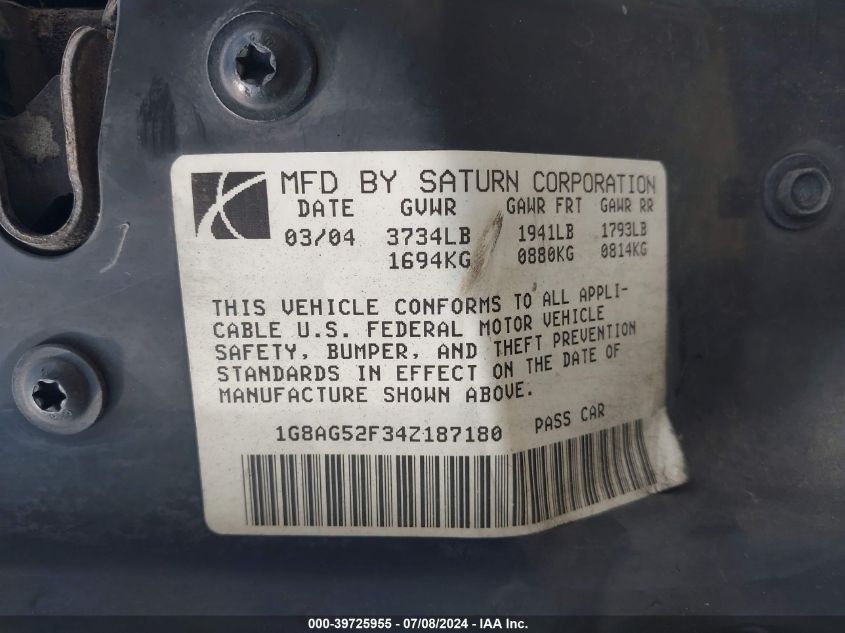 MFD BY SATURN CORPORATION
DATE GVWR GAWR FRT GAWR RR
03/04 3734LB 1941LB 1793LB
1694KG 0880KG 0814KG
THIS VEHICLE CONFORMS TO ALL APPLI-
CABLE U.S. FEDERAL MOTOR VEHICLE
SAFETY, BUMPER, AND THEFT PREVENTION
STANDARDS IN EFFECT ON THE DATE OF
MANUFACTURE SHOWN ABOVE.
1G8AG52F34Z187180 PASS CAR
000-39725955 - 07/08/2024 - IAA Inc.